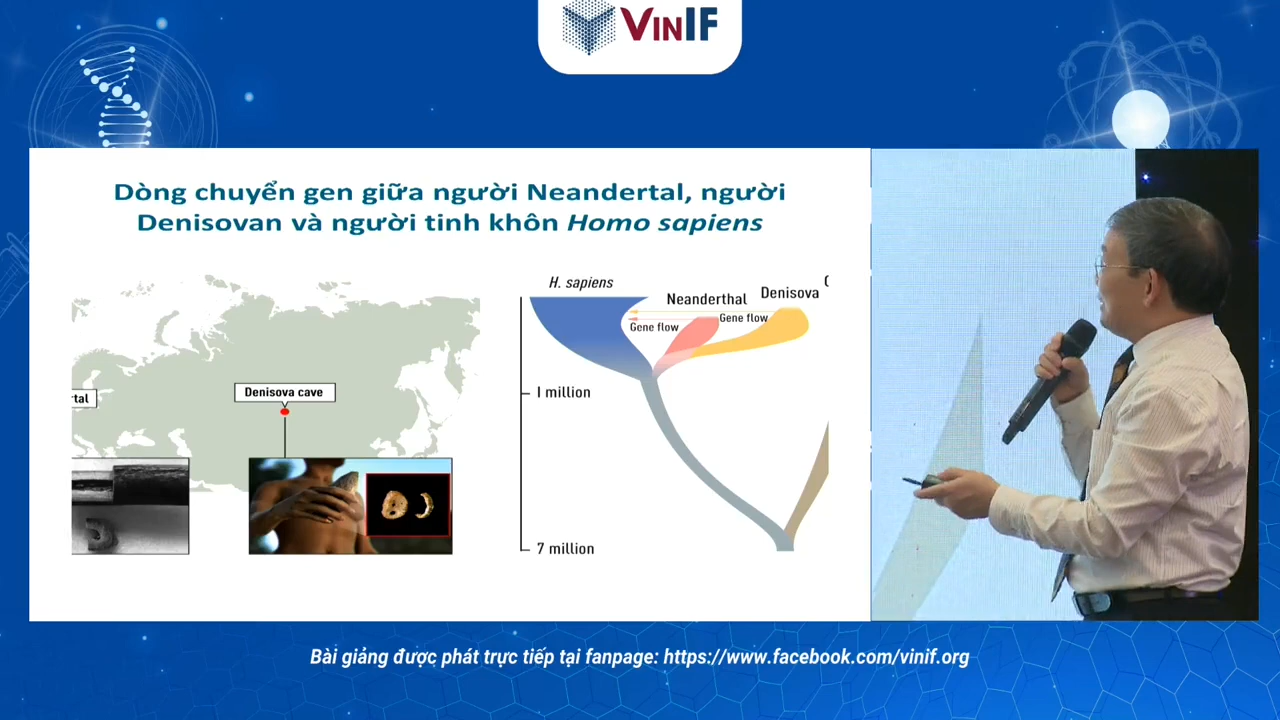 VINIF
Dòng chuyển gen giữa người Neandertal, người
Denisovan và người tinh khôn Homo sapiens
tal
Denisova cave
H. sapiens
Neanderthal
Denisova
Gene flow
Gene flow
1 million
7 million
Bài giảng được phát trực tiếp tại fanpage: https://www.facebook.com/vinif.org